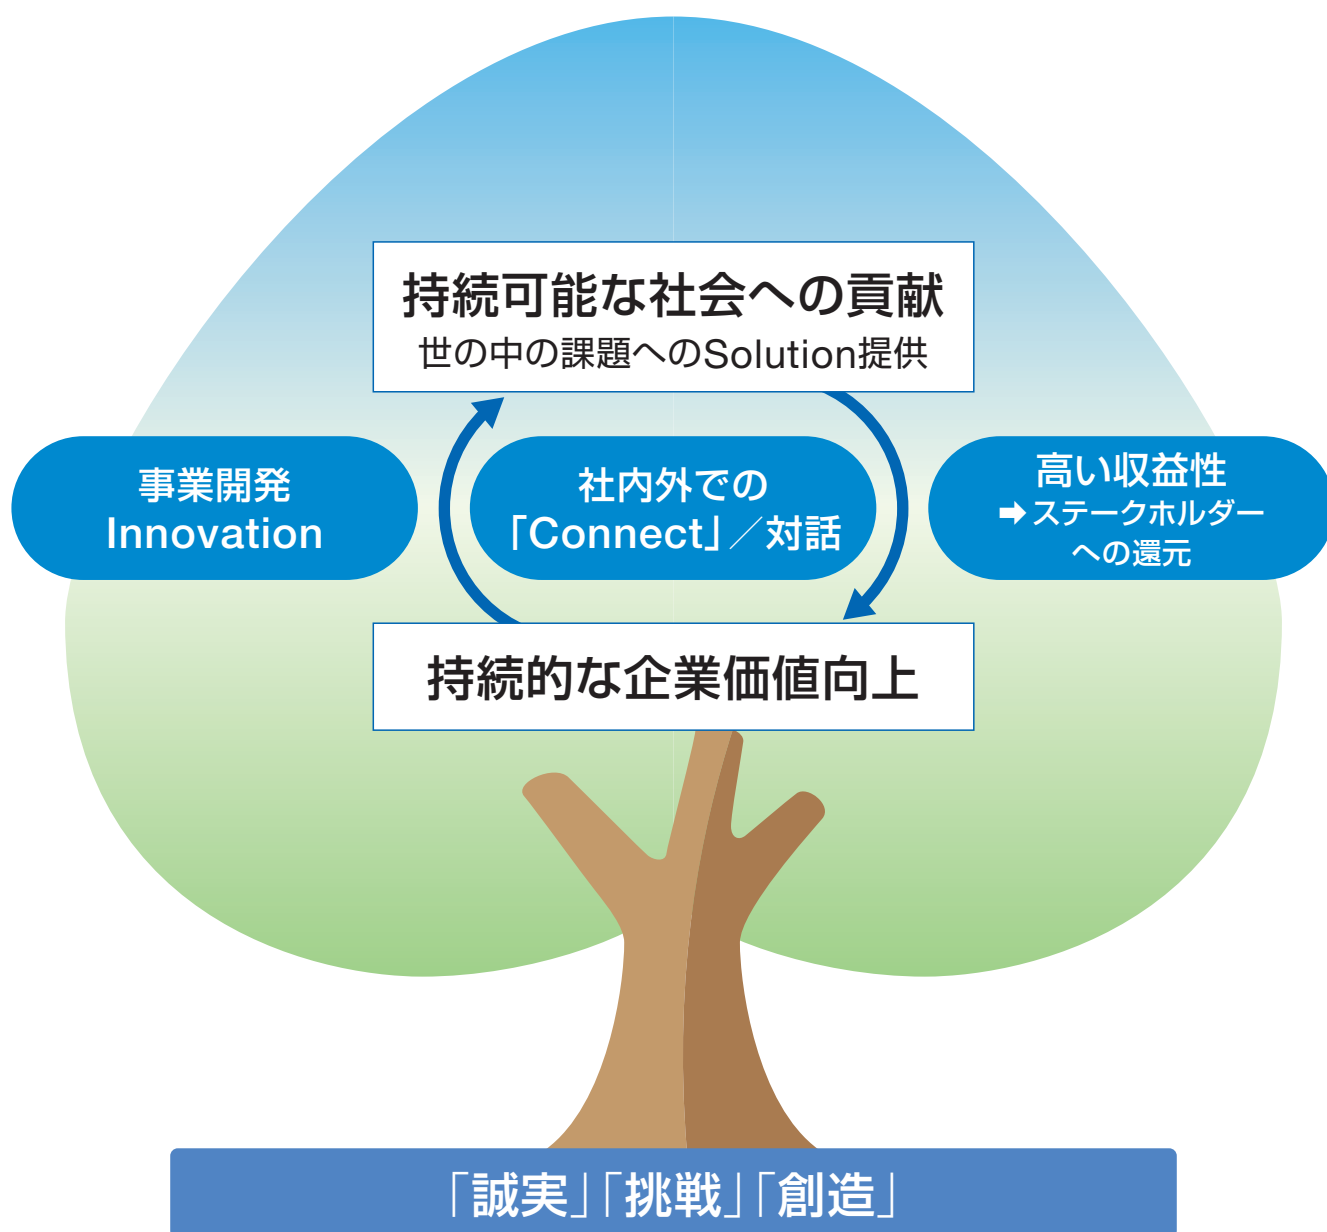 持続可能な社会への貢献
世の中の課題へのSolution提供
事業開発
Innovation
社内外での
「Connect」／対話
高い収益性
➡ステークホルダー
への還元
持続的な企業価値向上
「誠実」「挑戦」「創造」